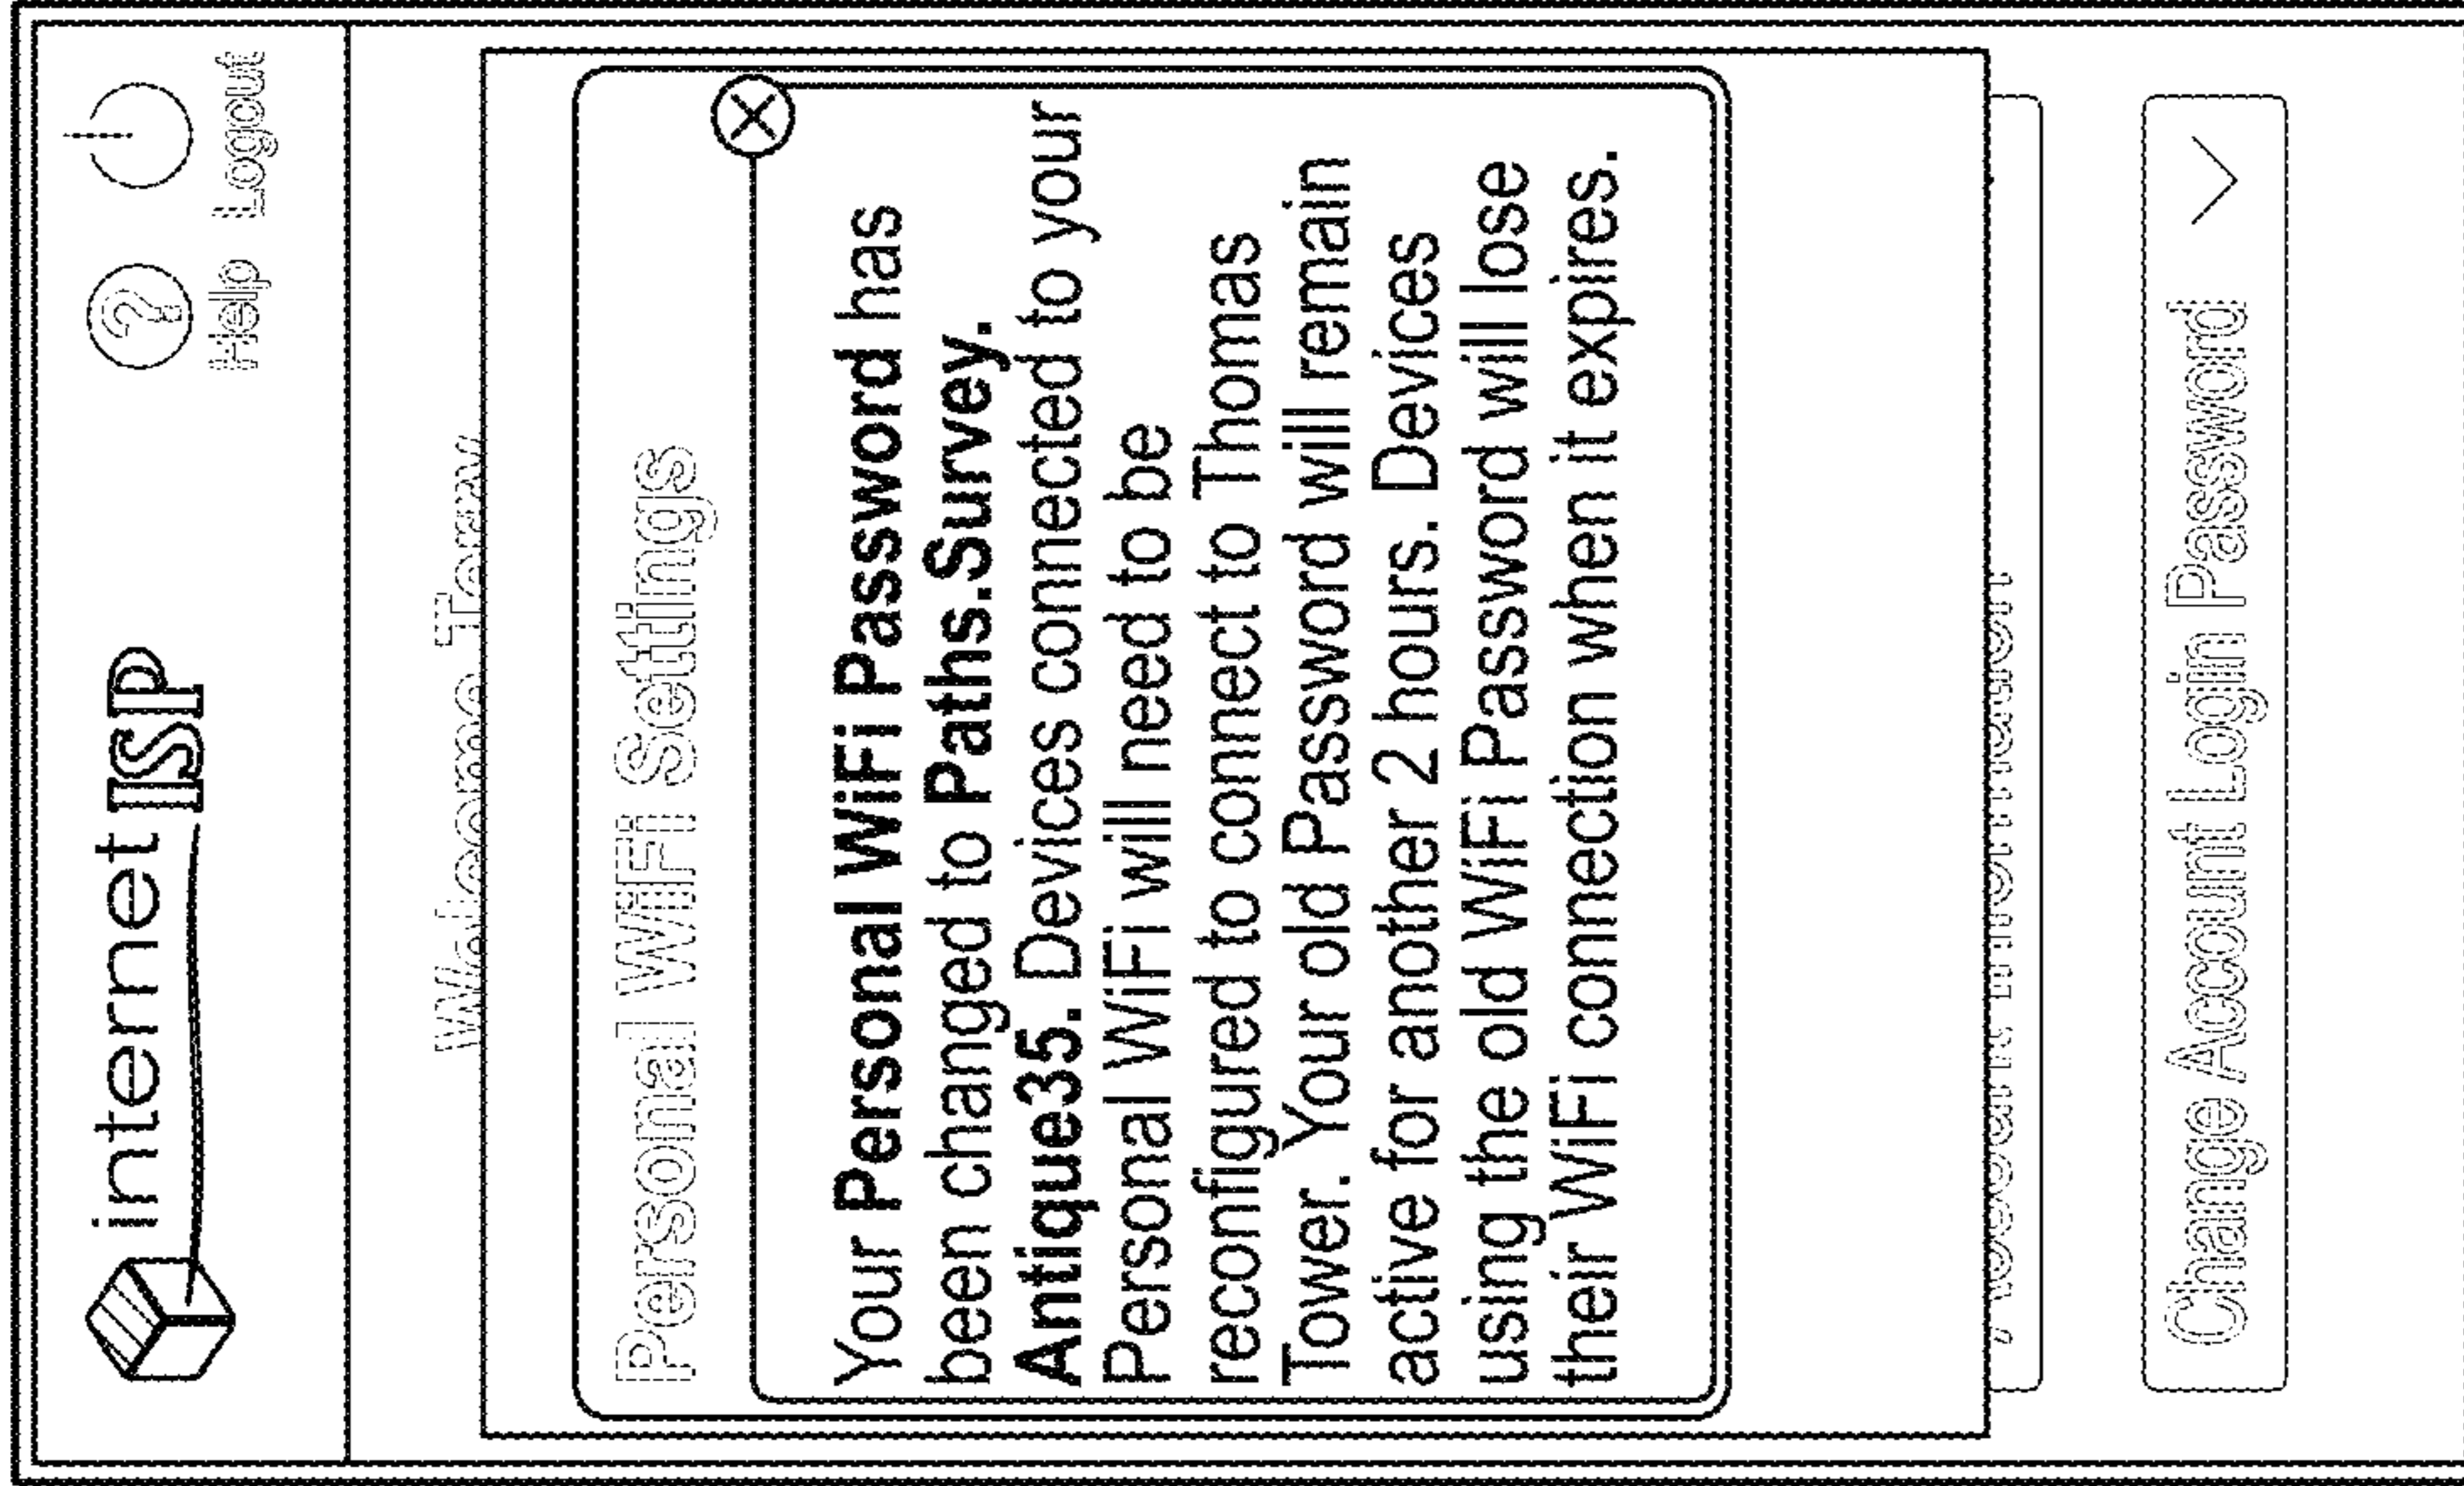 internet ISP
? Help Logout
Welcome Terry
Personal WiFi Settings
Your Personal WiFi Password has
been changed to Paths.Survey.
Antique35. Devices connected to your
Personal WiFi will need to be
reconfigured to connect to Thomas
Tower. Your old Password will remain
active for another 2 hours. Devices
using the old WiFi Password will lose
their WiFi connection when it expires.
Change Account Login Password